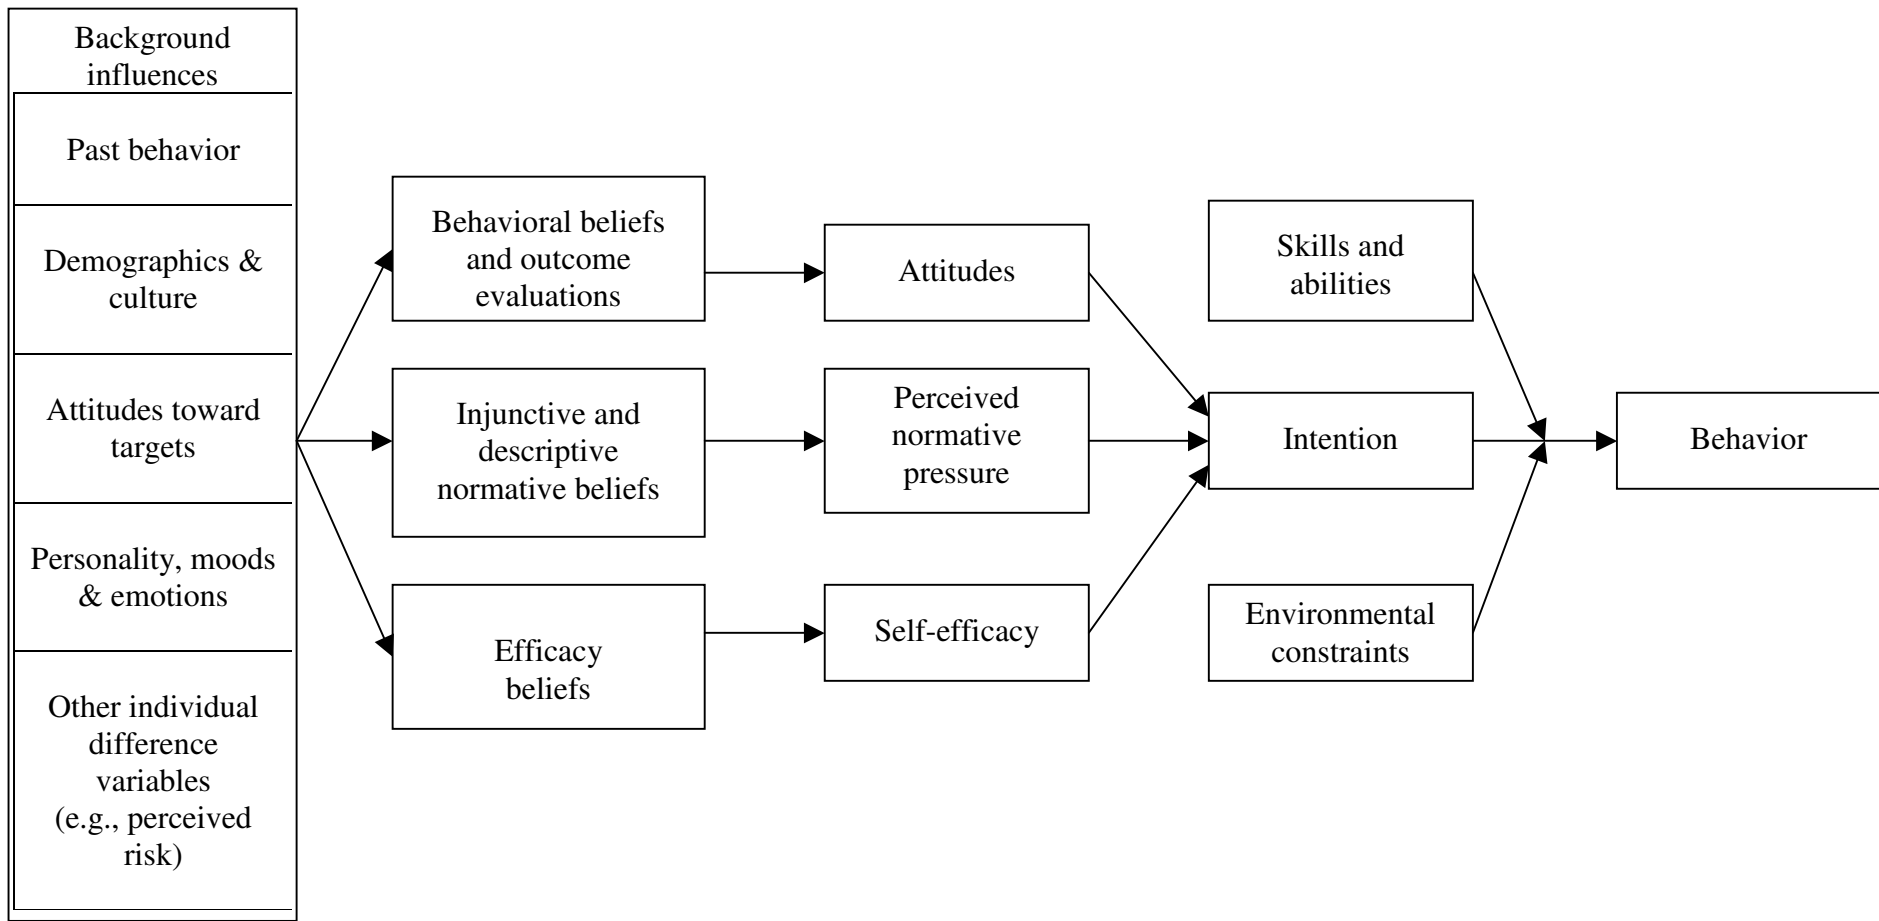 Background
influences
Past behavior
Demographics &
culture
Attitudes toward
targets
Personality, moods
& emotions
Other individual
difference
variables
(e.g., perceived
risk)
Behavioral beliefs
and outcome
evaluations
Injunctive and
descriptive
normative beliefs
Efficacy
beliefs
Attitudes
Perceived
normative
pressure
Self-efficacy
Skills and
abilities
Intention
Environmental
constraints
Behavior